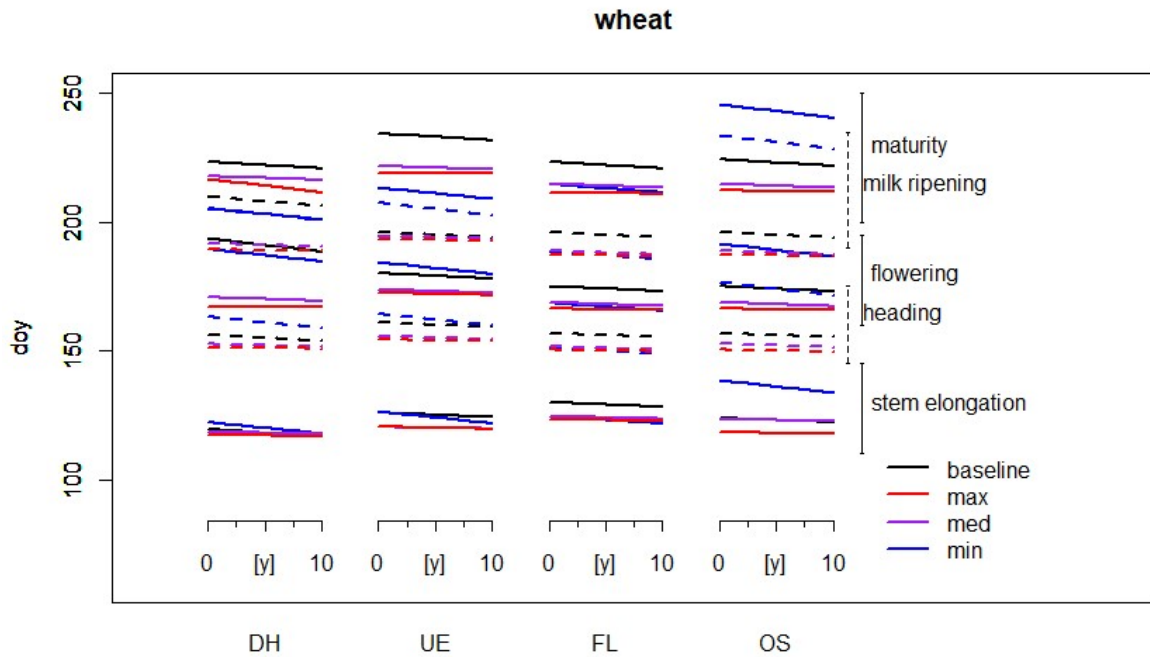 wheat
250
200
150
100
doy
maturity
milk ripening
flowering
heading
stem elongation
baseline
max
med
min
0 [y] 10 0 [y] 10 0 [y] 10 0 [y] 10
DH UE FL OS